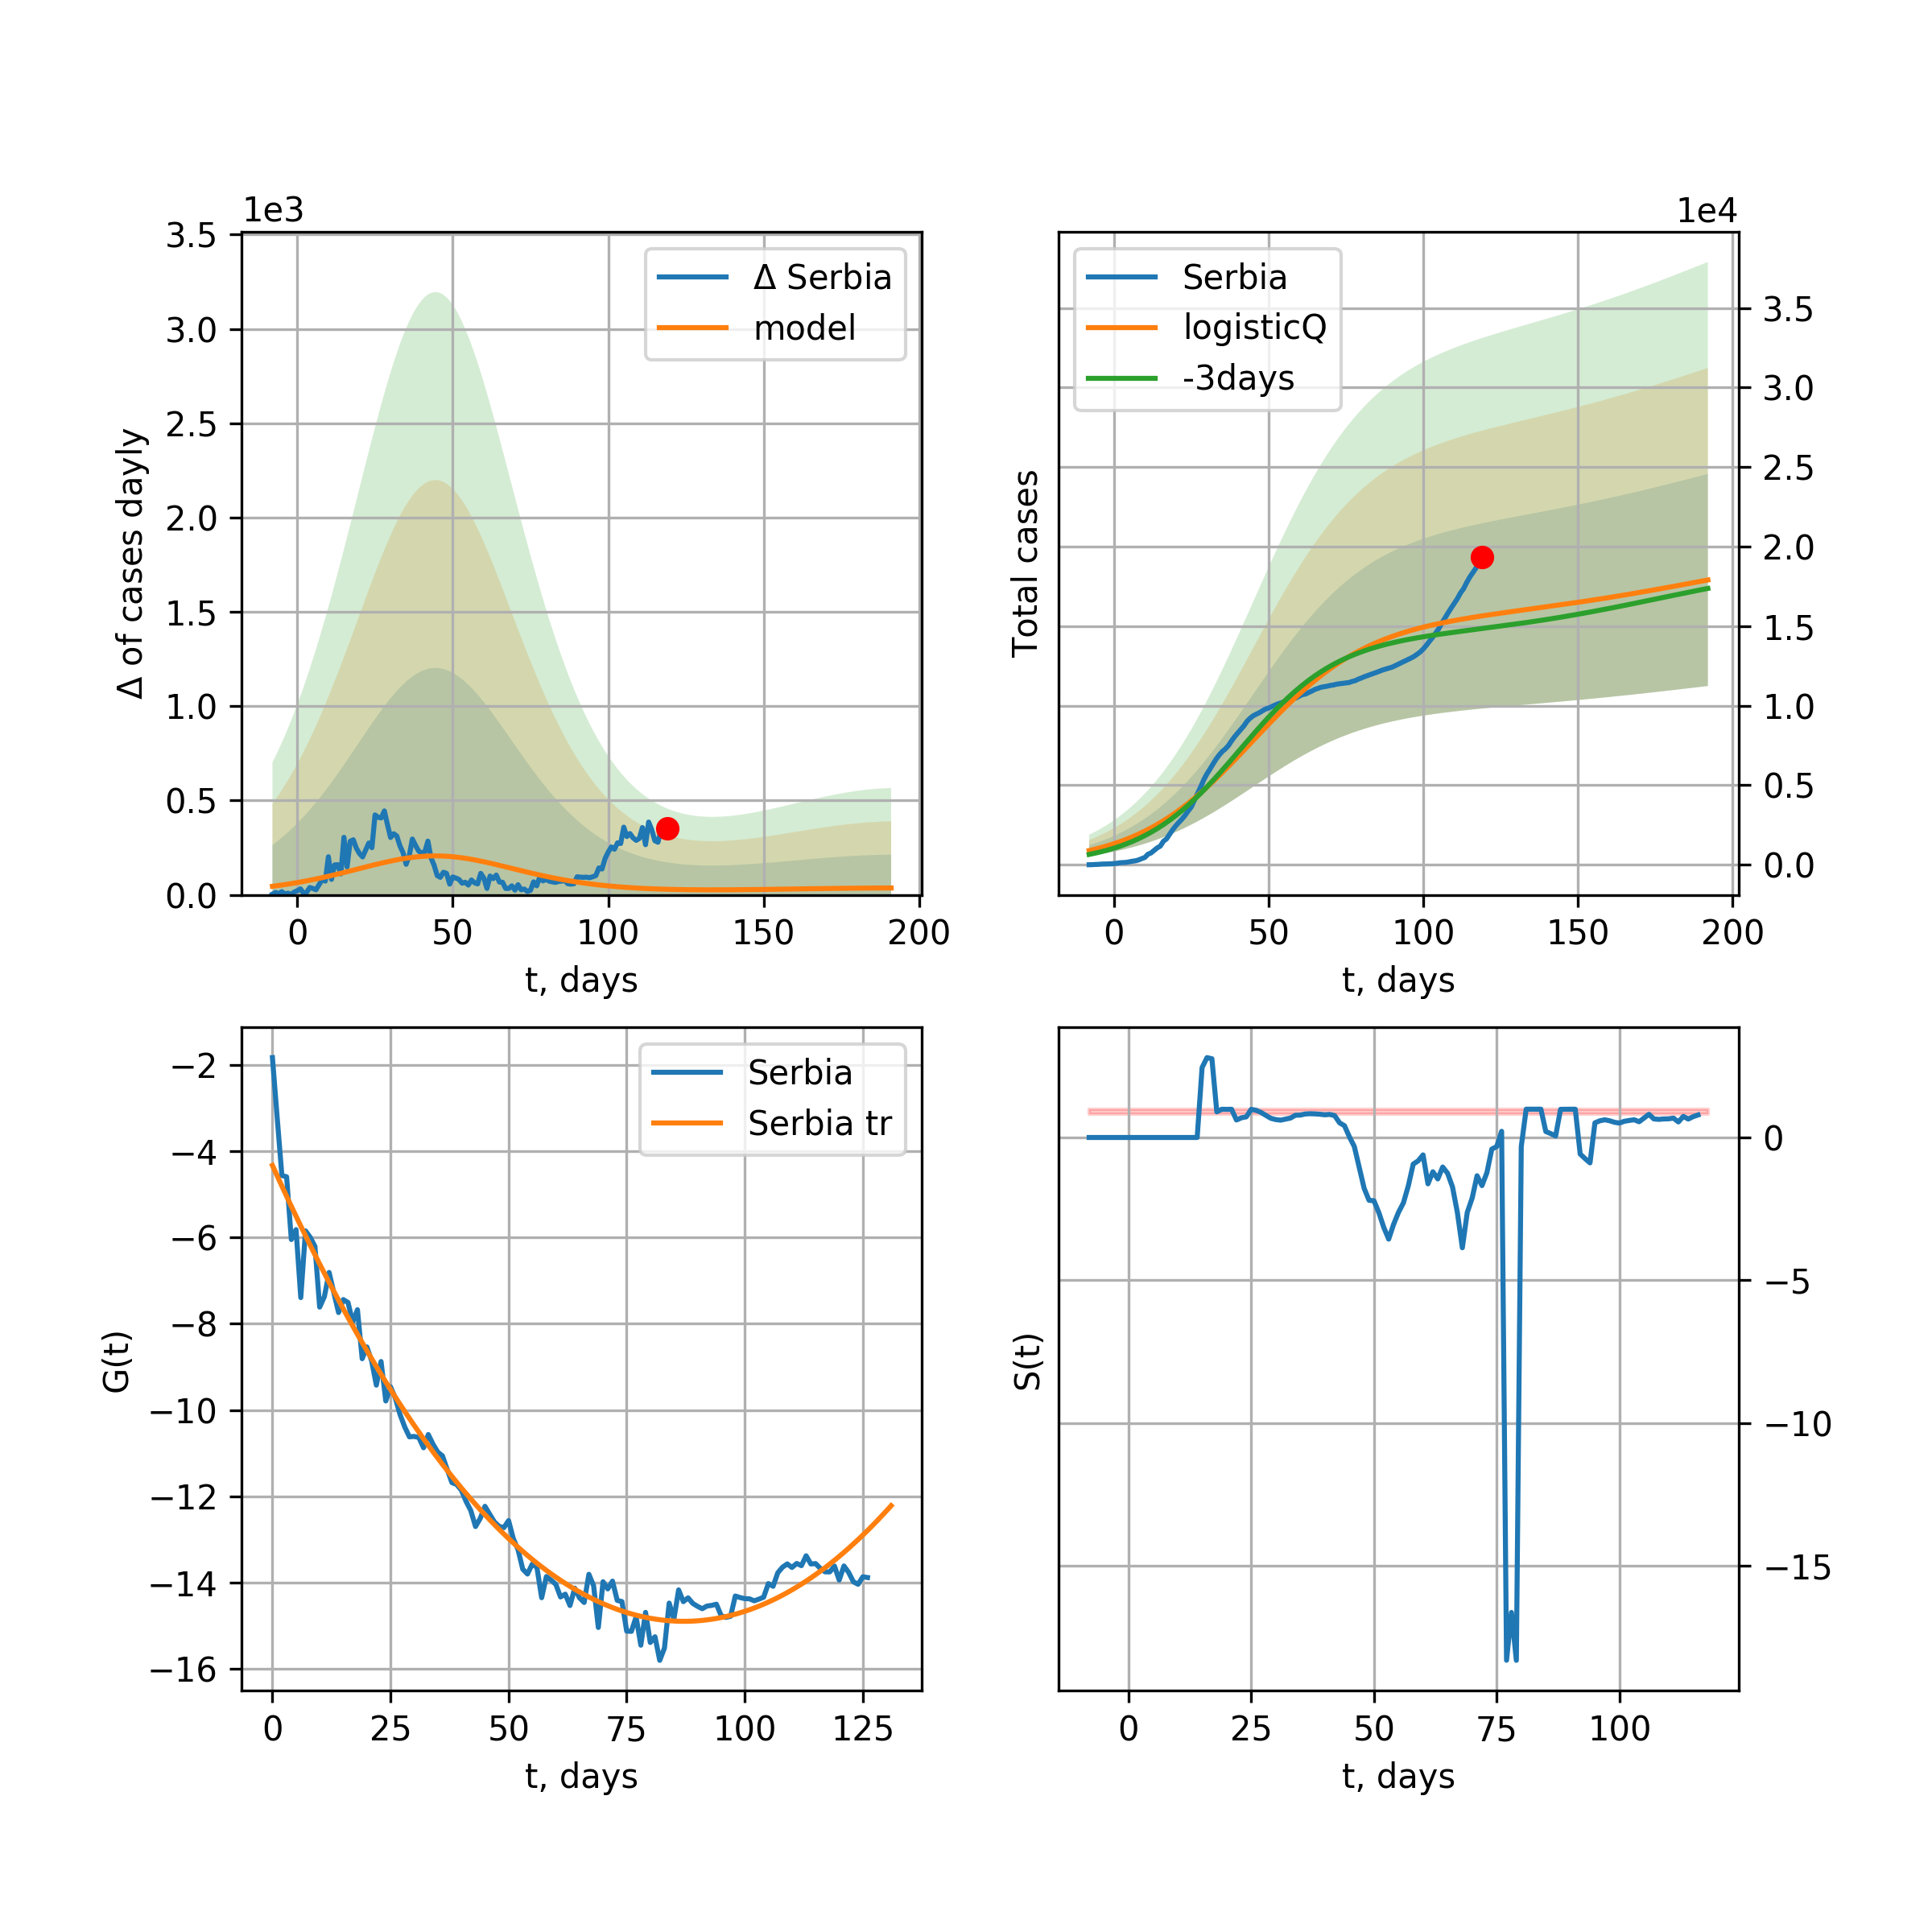 1e3
3.5
3.0
2.5
2.0
1.5
1.0
0.5
0.0
Δ of cases dayly
Δ Serbia
model
0 50 100 150 200
t, days
1e4
Total cases
Serbia
logisticQ
-3days
3.5
3.0
2.5
2.0
1.5
1.0
0.5
0.0
0 50 100 150 200
t, days
−2
−4
−6
−8
−10
−12
−14
−16
G(t)
Serbia
Serbia tr
0 25 50 75 100 125
t, days
S(t)
0
−5
−10
−15
0 25 50 75 100
t, days